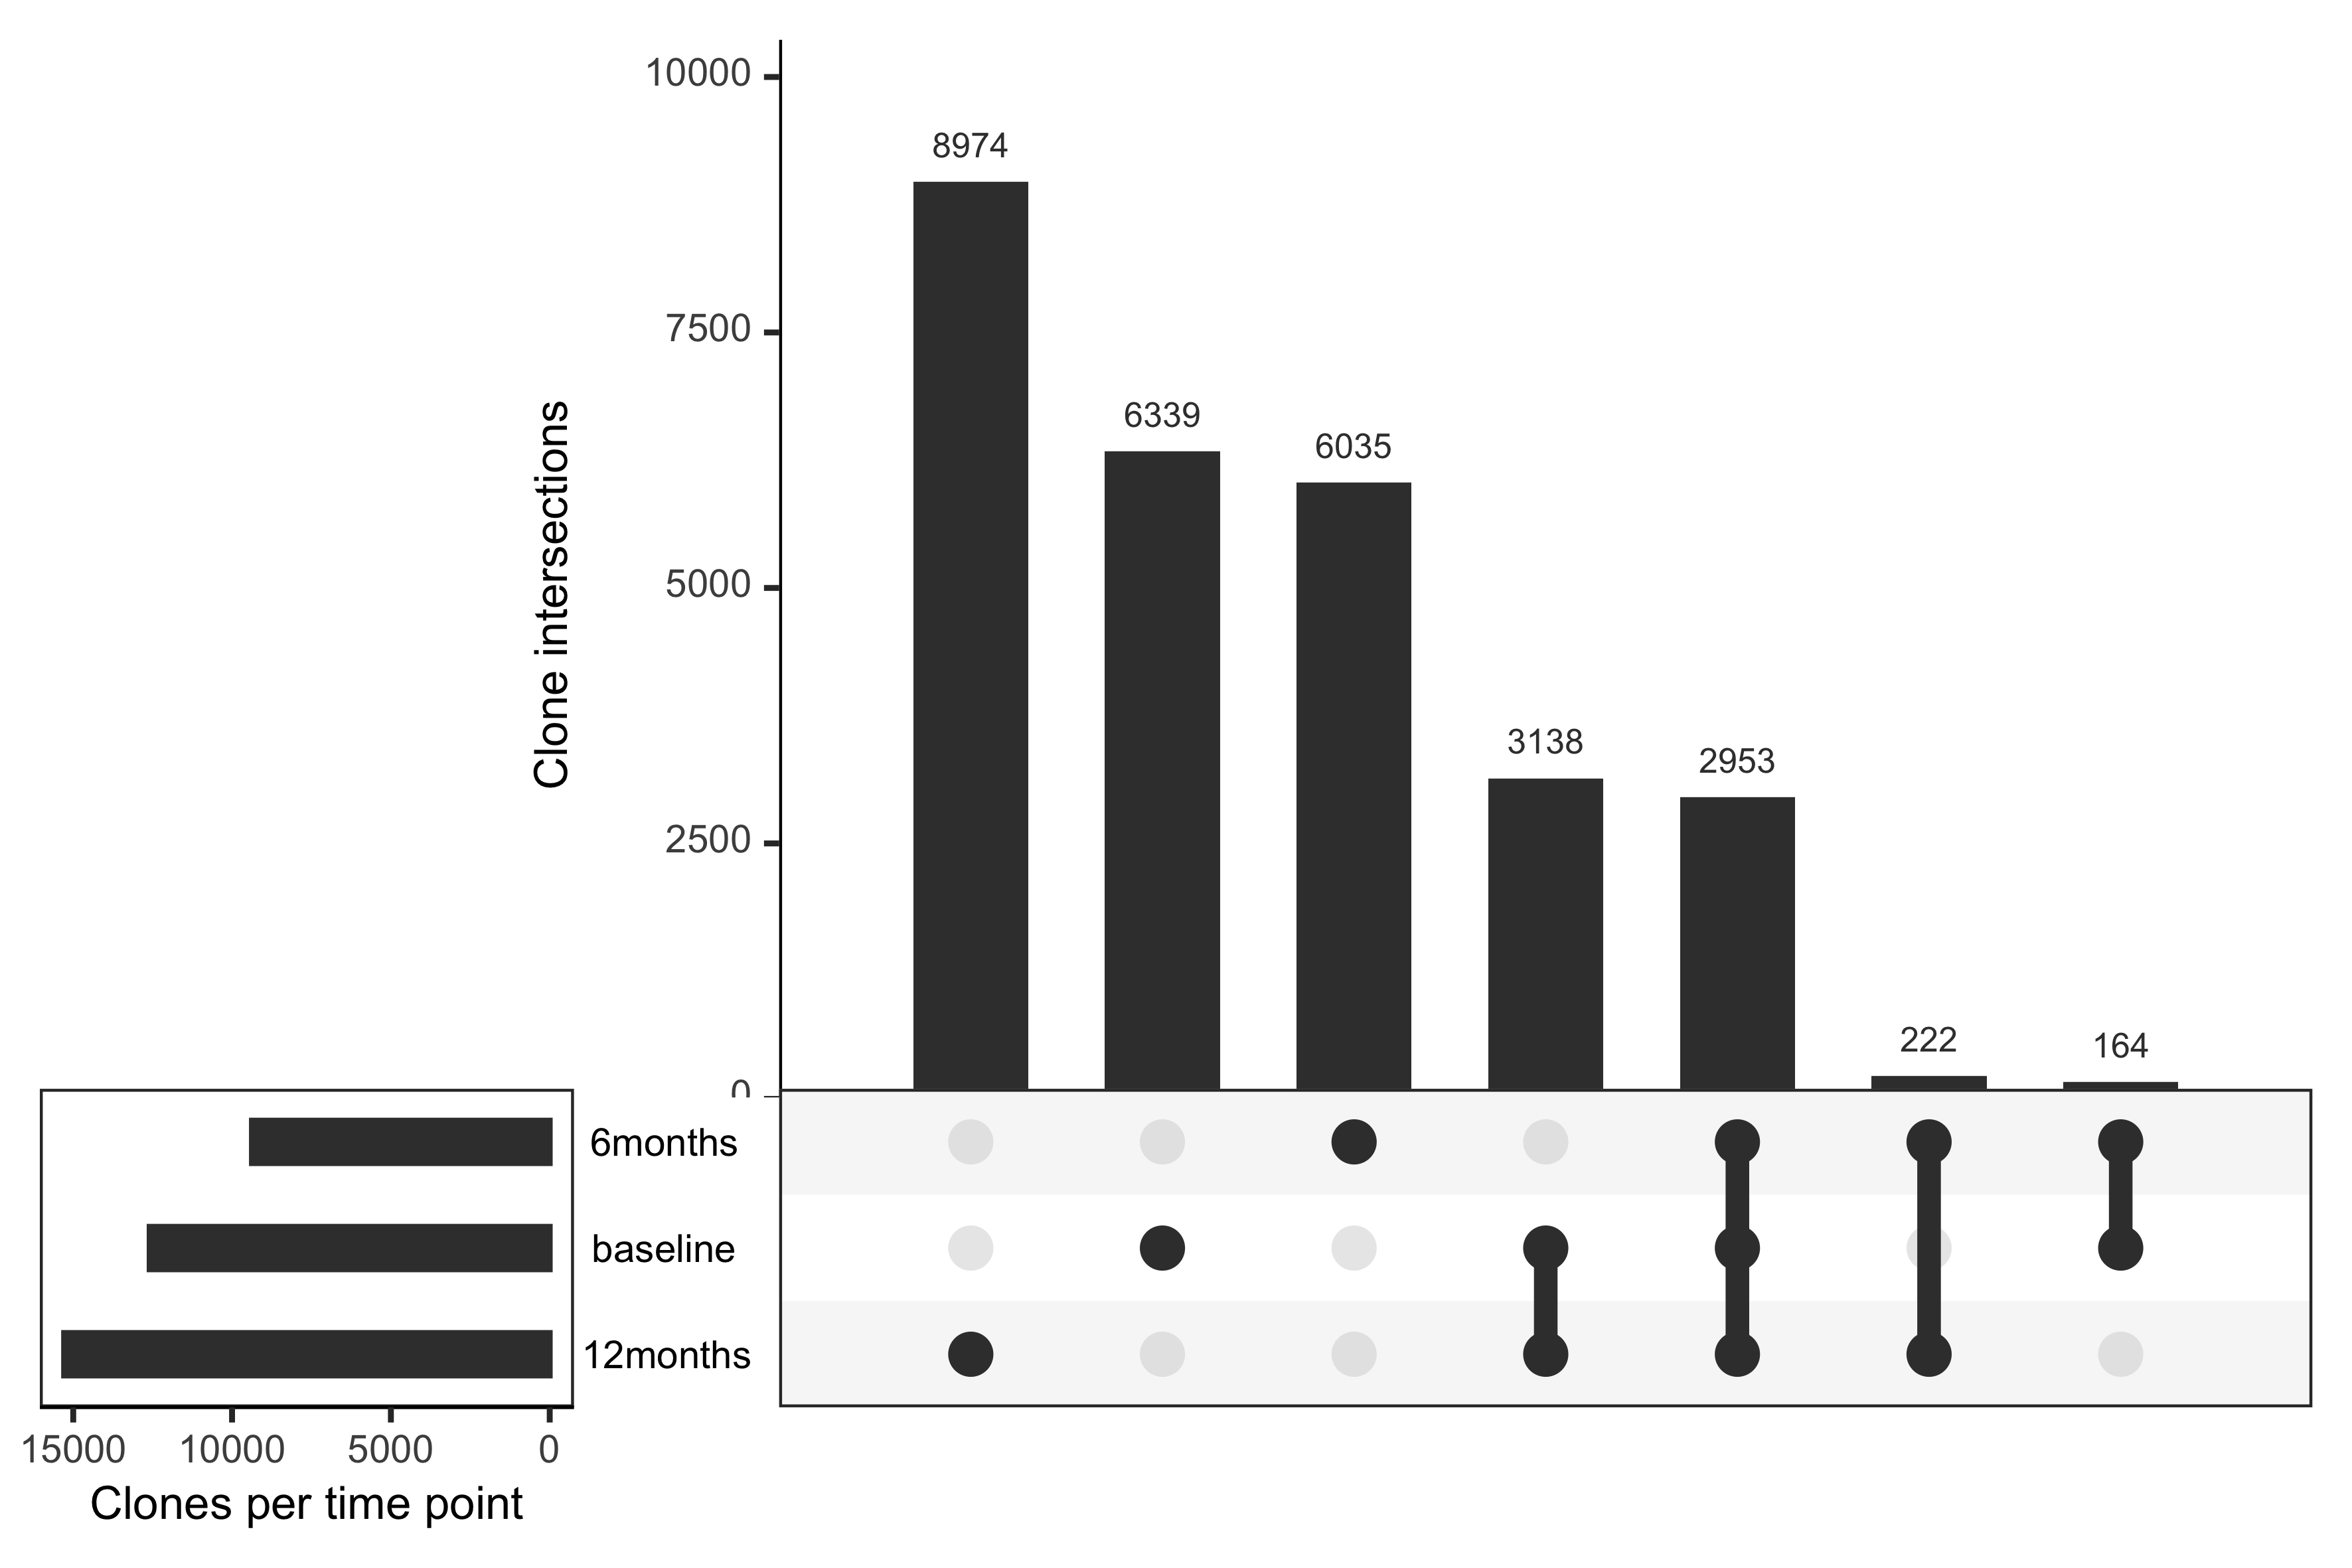 10000
7500
5000
2500
0
Clone intersections
8974
6339
6035
3138
2953
222
164
6months
baseline
12months
15000 10000 5000 0
Clones per time point